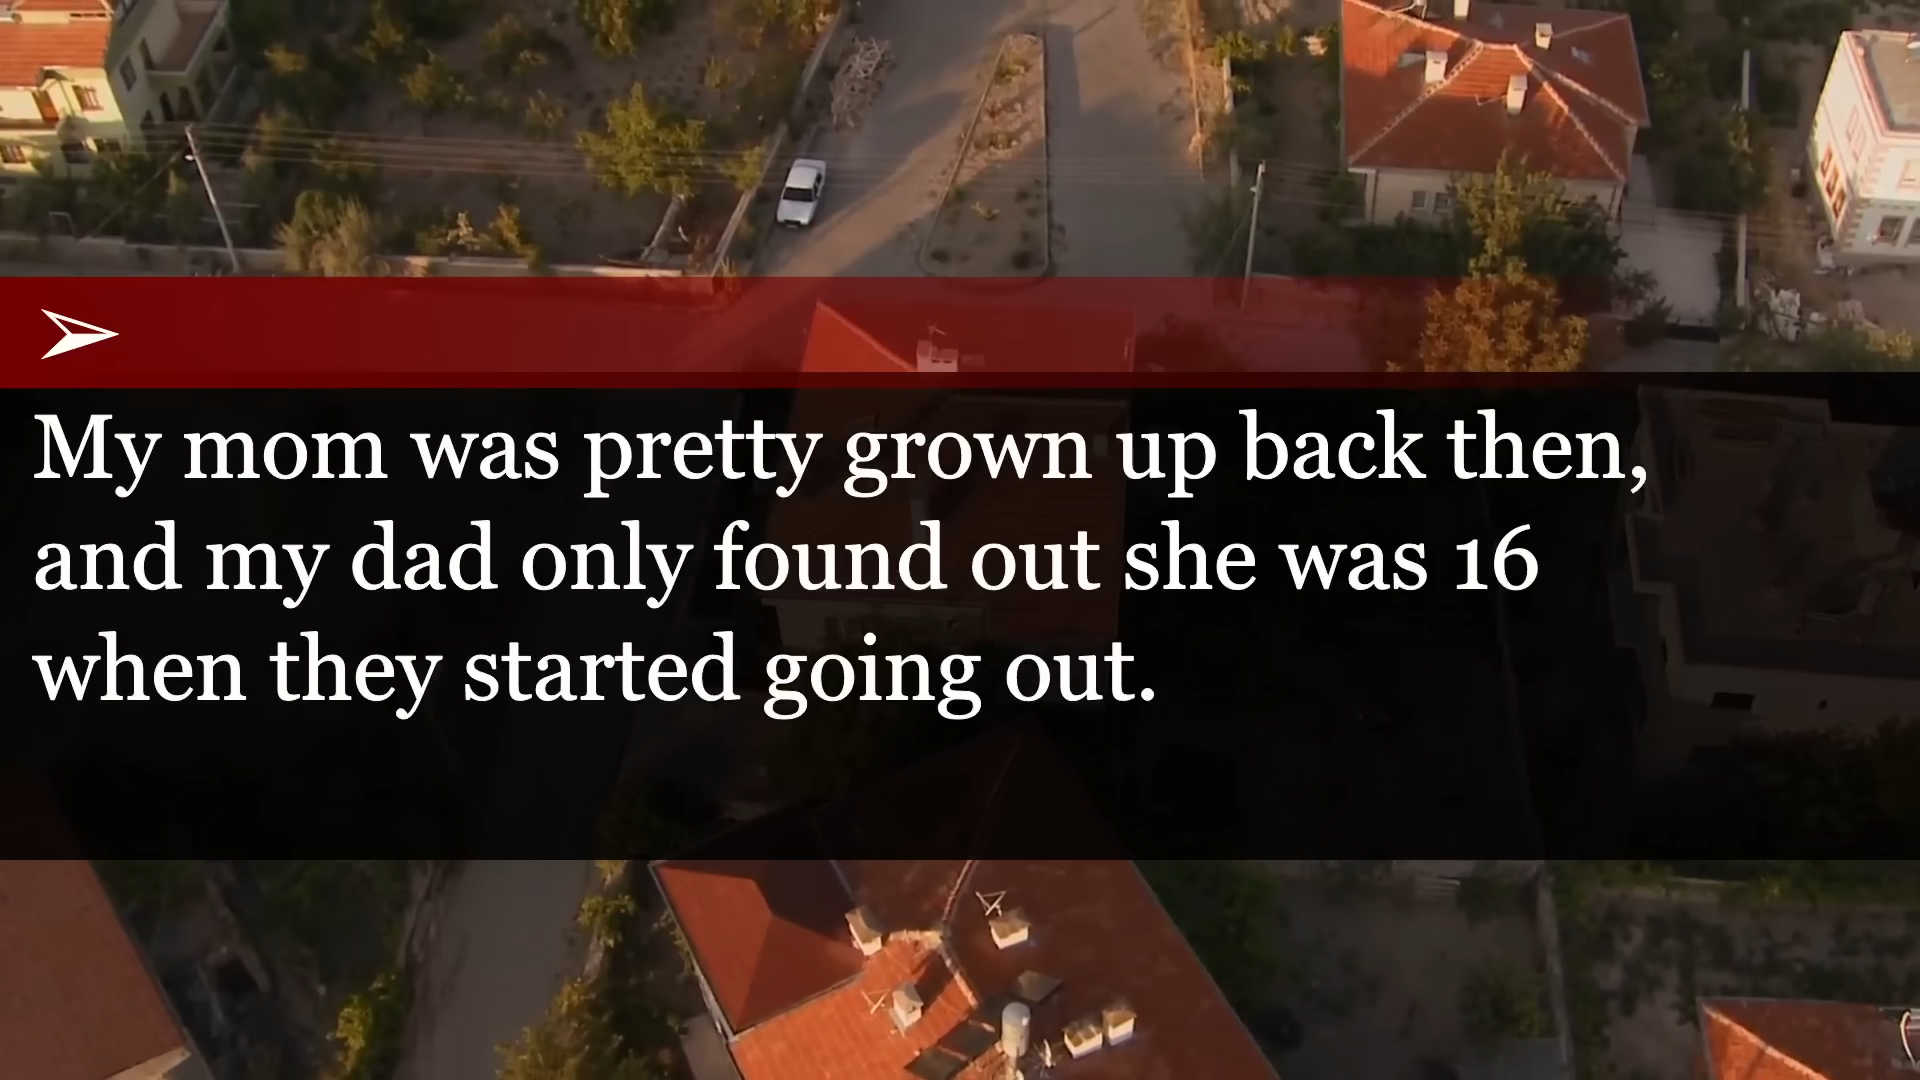 My mom was pretty grown up back then,
and my dad only found out she was 16
when they started going out.